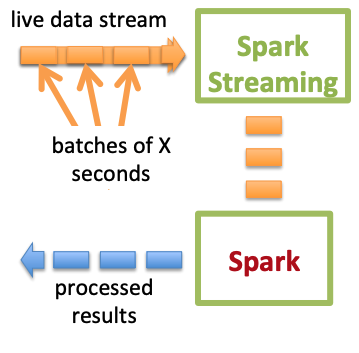 live data stream
Spark
Streaming
batches of X
seconds
Spark
processed
results